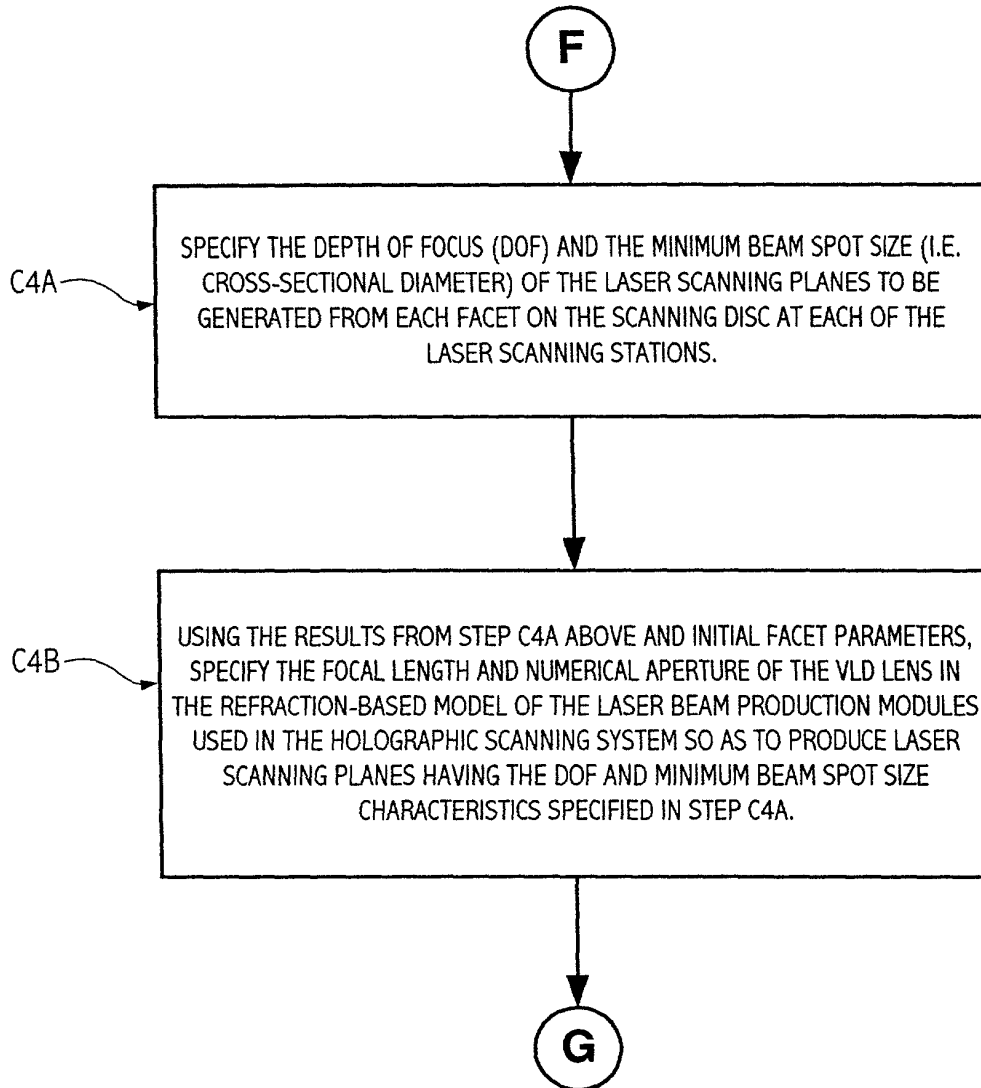 F
C4A
SPECIFY THE DEPTH OF FOCUS (DOF) AND THE MINIMUM BEAM SPOT SIZE (I.E.
CROSS-SECTIONAL DIAMETER) OF THE LASER SCANNING PLANES TO BE
GENERATED FROM EACH FACET ON THE SCANNING DISC AT EACH OF THE
LASER SCANNING STATIONS.
C4B
USING THE RESULTS FROM STEP C4A ABOVE AND INITIAL FACET PARAMETERS,
SPECIFY THE FOCAL LENGTH AND NUMERICAL APERTURE OF THE VLD LENS IN
THE REFRACTION-BASED MODEL OF THE LASER BEAM PRODUCTION MODULES
USED IN THE HOLOGRAPHIC SCANNING SYSTEM SO AS TO PRODUCE LASER
SCANNING PLANES HAVING THE DOF AND MINIMUM BEAM SPOT SIZE
CHARACTERISTICS SPECIFIED IN STEP C4A.
G